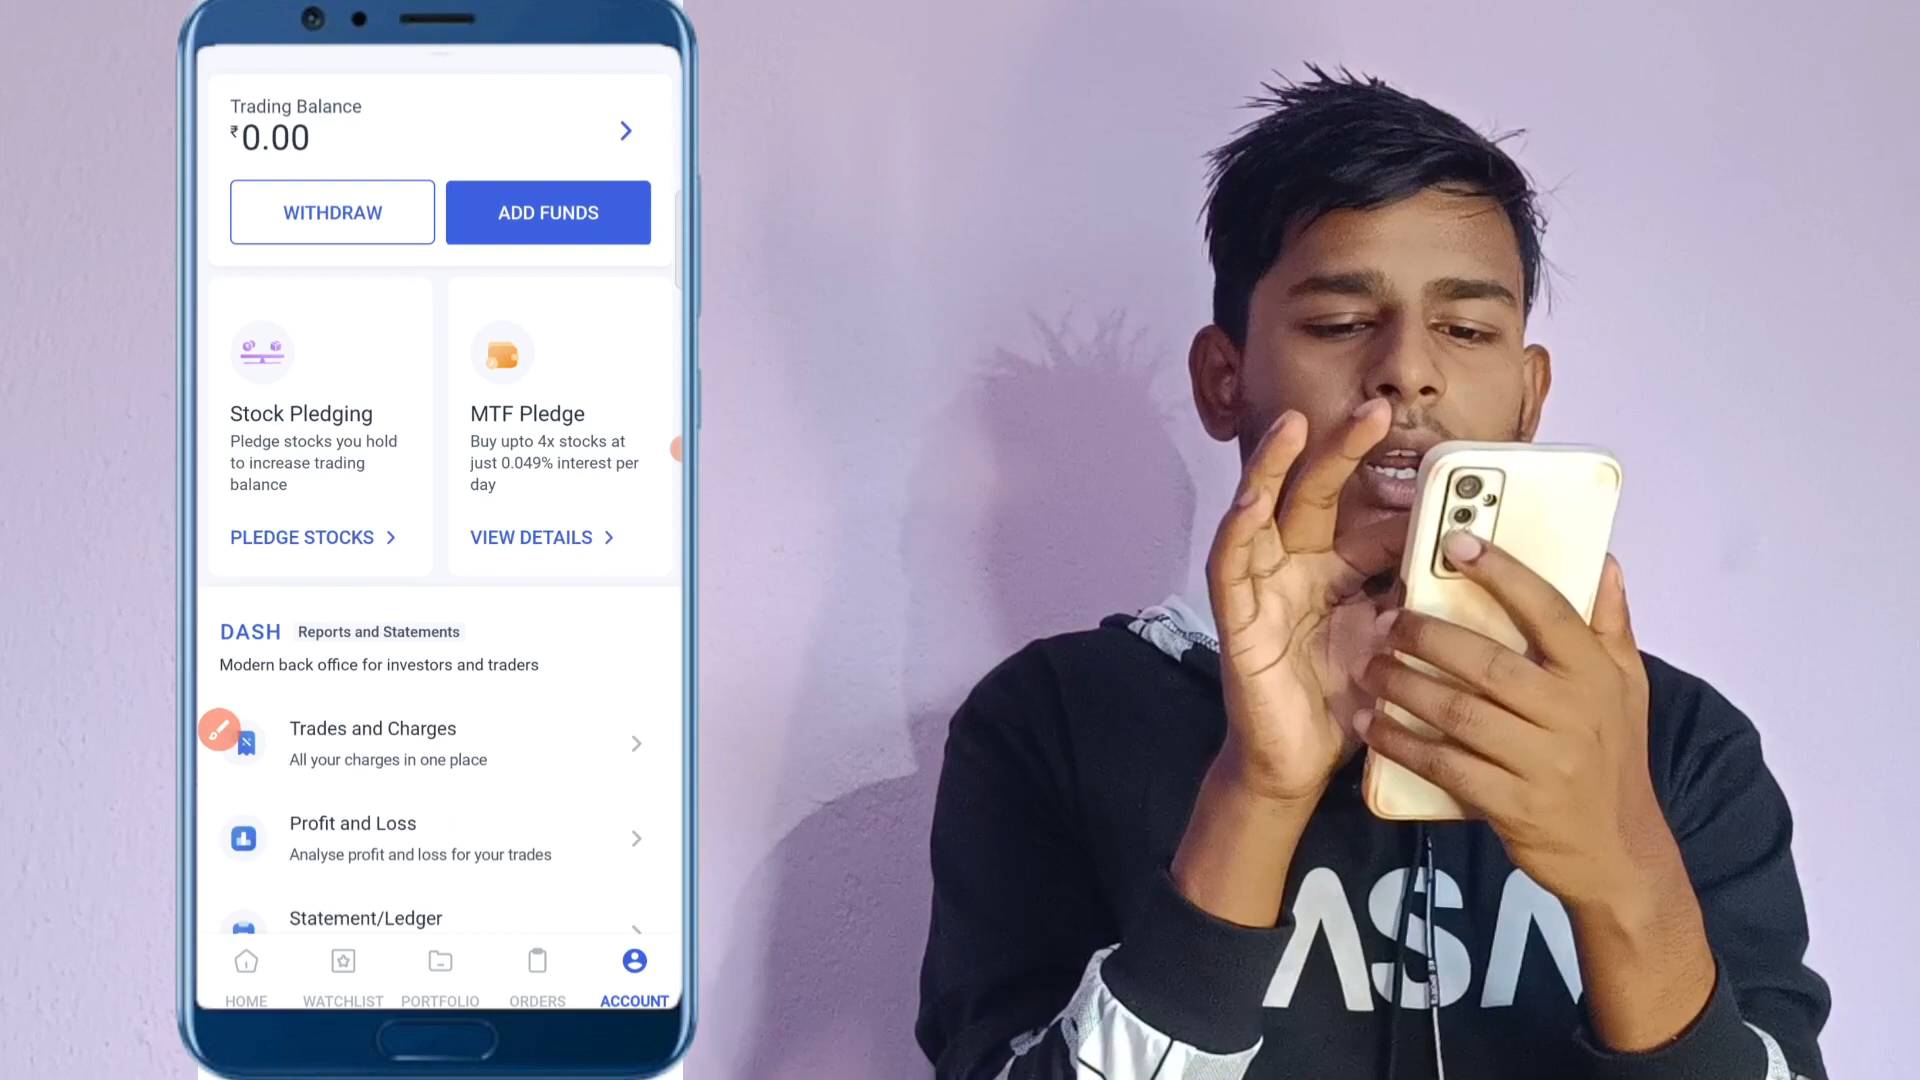 Trading Balance
₹0.00
WITHDRAW
ADD FUNDS
Stock Pledging
Pledge stocks you hold
to increase trading
balance
PLEDGE STOCKS
MTF Pledge
Buy upto 4x stocks at
just 0.049% interest per
day
VIEW DETAILS
DASH Reports and Statements
Modern back office for investors and traders
Trades and Charges
All your charges in one place
Profit and Loss
Analyse profit and loss for your trades
Statement/Ledger
HOME
WATCHLIST
PORTFOLIO
ORDERS
ACCOUNT